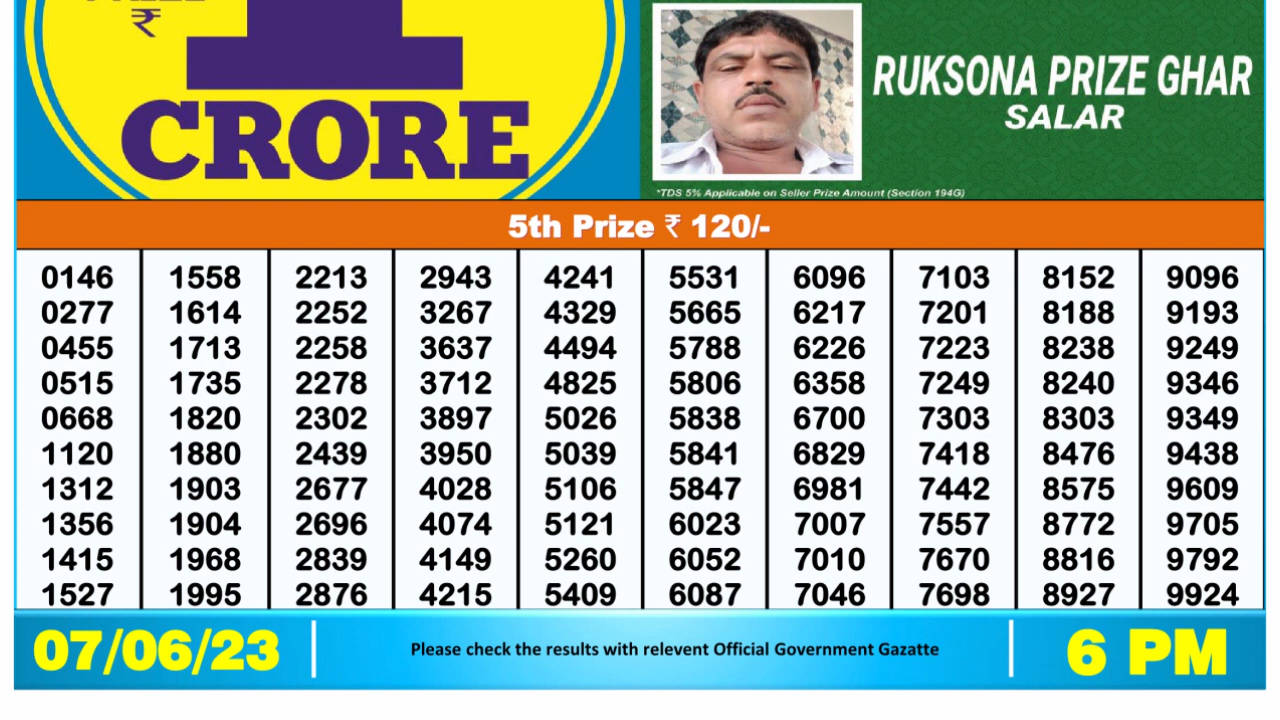 ₹
CRORE
RUKSONA PRIZE GHAR
SALAR
*TDS 5% Applicable on Seller Prize Amount (Section 194G)
5th Prize ₹ 120/-
0146 1558 2213 2943 4241 5531 6096 7103 8152 9096
0277 1614 2252 3267 4329 5665 6217 7201 8188 9193
0455 1713 2258 3637 4494 5788 6226 7223 8238 9249
0515 1735 2278 3712 4825 5806 6358 7249 8240 9346
0668 1820 2302 3897 5026 5838 6700 7303 8303 9349
1120 1880 2439 3950 5039 5841 6829 7418 8476 9438
1312 1903 2677 4028 5106 5847 6981 7442 8575 9609
1356 1904 2696 4074 5121 6023 7007 7557 8772 9705
1415 1968 2839 4149 5260 6052 7010 7670 8816 9792
1527 1995 2876 4215 5409 6087 7046 7698 8927 9924
07/06/23
Please check the results with relevent Official Government Gazatte
6 PM